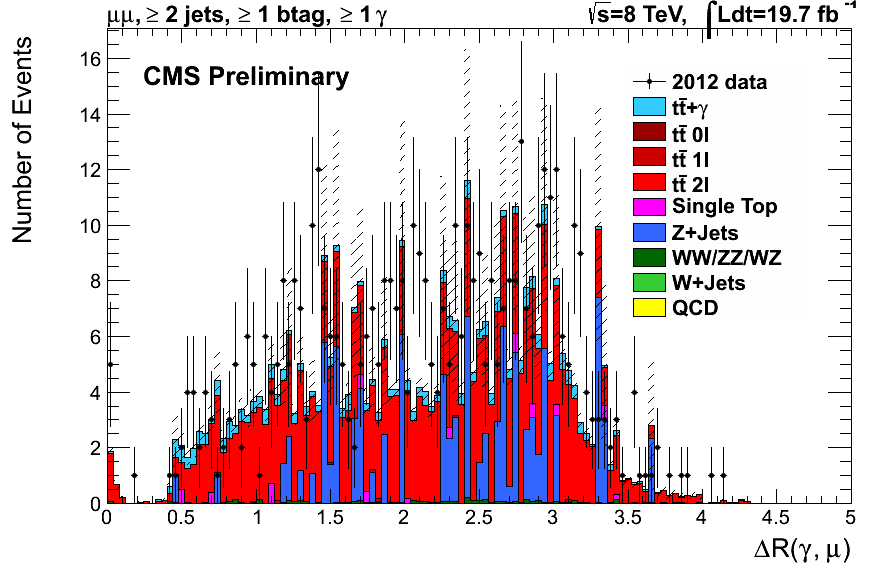 μμ, ≥ 2 jets, ≥ 1 btag, ≥ 1 γ
√s=8 TeV, ∫Ldt=19.7 fb⁻¹
CMS Preliminary
Number of Events
16
14
12
10
8
6
4
2
0
2012 data
tt̄+γ
tt̄ 0l
tt̄ 1l
tt̄ 2l
Single Top
Z+Jets
WW/ZZ/WZ
W+Jets
QCD
0 0.5 1 1.5 2 2.5 3 3.5 4 4.5 5
ΔR(γ, μ)